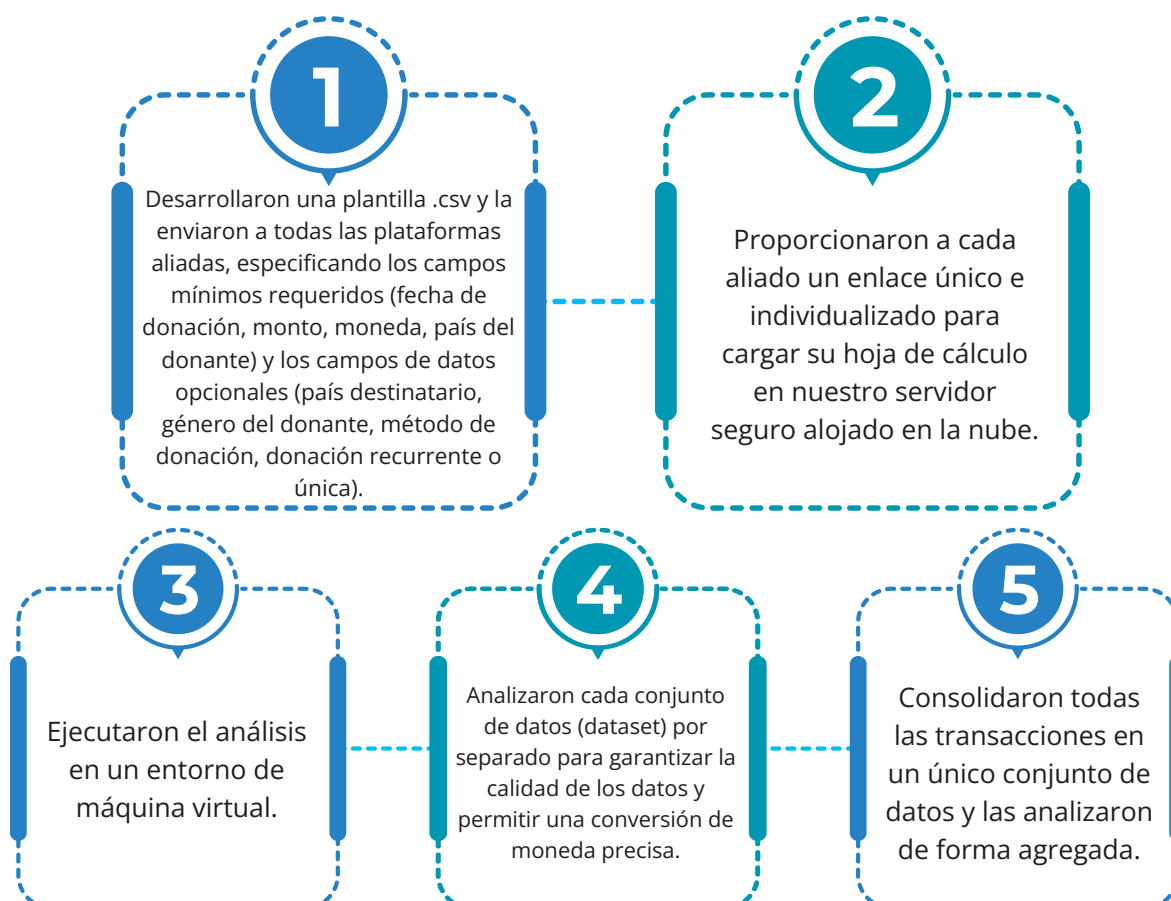 1
Desarrollaron una plantilla .csv y la
enviaron a todas las plataformas
aliadas, especificando los campos
mínimos requeridos (fecha de
donación, monto, moneda, país del
donante) y los campos de datos
opcionales (país destinatario,
género del donante, método de
donación, donación recurrente o
única).
2
Proporcionaron a cada
aliado un enlace único e
individualizado para
cargar su hoja de cálculo
en nuestro servidor
seguro alojado en la nube.
3
Ejecutaron el análisis
en un entorno de
máquina virtual.
4
Analizaron cada conjunto
de datos (dataset) por
separado para garantizar la
calidad de los datos y
permitir una conversión de
moneda precisa.
5
Consolidaron todas
las transacciones en
un único conjunto de
datos y las analizaron
de forma agregada.